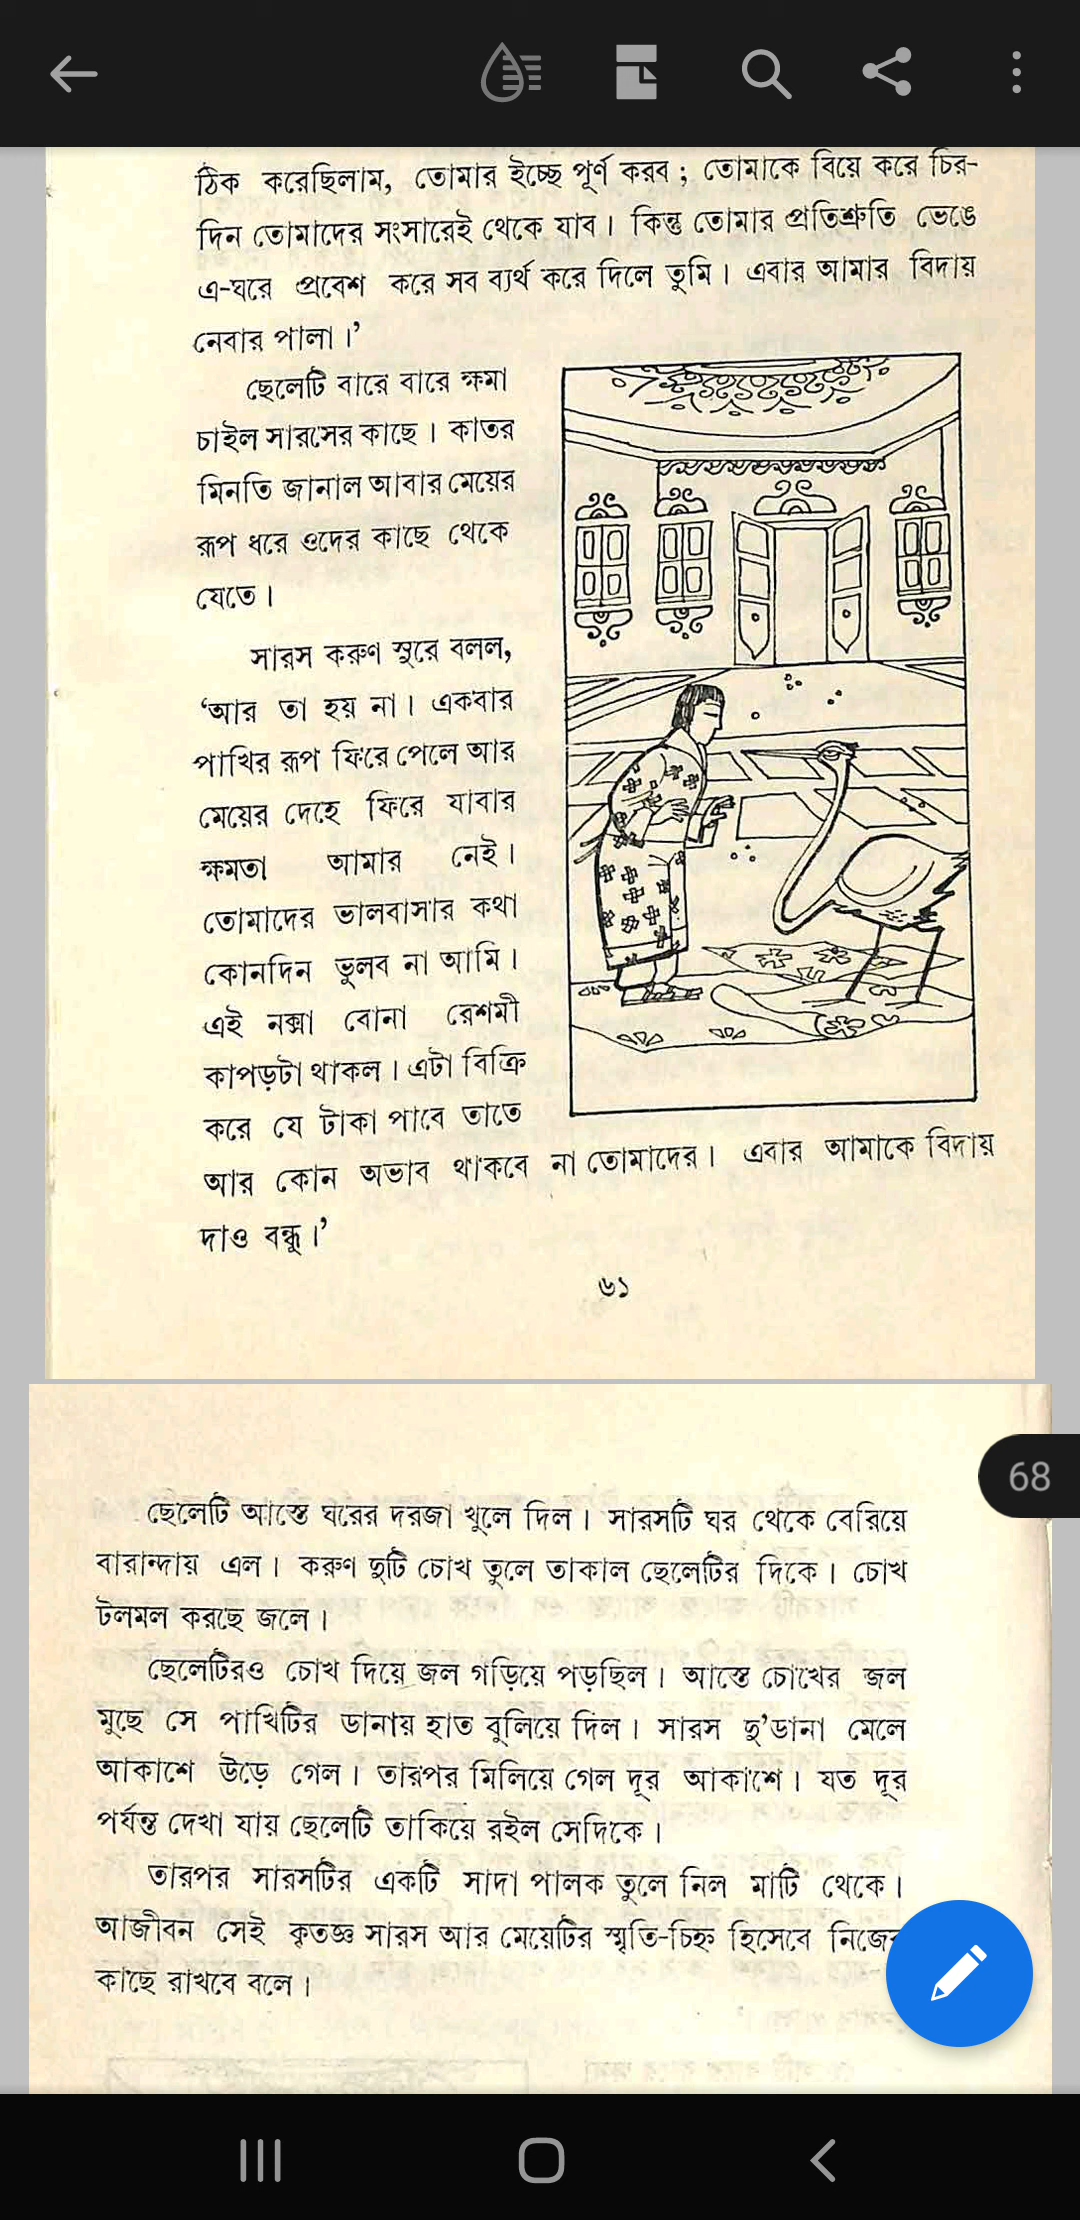 ঠিক করেছিলাম, তোমার ইচ্ছে পূর্ণ করব ; তোমাকে বিয়ে করে চির-
দিন তোমাদের সংসারেই থেকে যাব। কিন্তু তোমার প্রতিশ্রুতি ভেঙে
এ-ঘরে প্রবেশ করে সব ব্যর্থ করে দিলে তুমি। এবার আমার বিদায়
নেবার পালা।’
ছেলেটি বারে বারে ক্ষমা
চাইল সারসের কাছে। কাতর
মিনতি জানাল আবার মেয়ের
রূপ ধরে ওদের কাছে থেকে
যেতে।
সারস করুণ সুরে বলল,
‘আর তা হয় না। একবার
পাখির রূপ ফিরে পেলে আর
মেয়ের দেহে ফিরে যাবার
ক্ষমতা আমার নেই।
তোমাদের ভালবাসার কথা
কোনদিন ভুলব না আমি।
এই নক্সা বোনা রেশমী
কাপড়টা থাকল। এটা বিক্রি
করে যে টাকা পাবে তাতে
আর কোন অভাব থাকবে না তোমাদের। এবার আমাকে বিদায়
দাও বন্ধু।’
৬১
68
ছেলেটি আস্তে ঘরের দরজা খুলে দিল। সারসটি ঘর থেকে বেরিয়ে
বারান্দায় এল। করুণ দুটি চোখ তুলে তাকাল ছেলেটির দিকে। চোখ
টলমল করছে জলে।
ছেলেটিরও চোখ দিয়ে জল গড়িয়ে পড়ছিল। আস্তে চোখের জল
মুছে সে পাখিটির ডানায় হাত বুলিয়ে দিল। সারস দু’ডানা মেলে
আকাশে উড়ে গেল। তারপর মিলিয়ে গেল দূর আকাশে। যত দূর
পর্যন্ত দেখা যায় ছেলেটি তাকিয়ে রইল সেদিকে।
তারপর সারসটির একটি সাদা পালক তুলে নিল মাটি থেকে।
আজীবন সেই কৃতজ্ঞ সারস আর মেয়েটির স্মৃতি-চিহ্ন হিসেবে নিজের
কাছে রাখবে বলে।